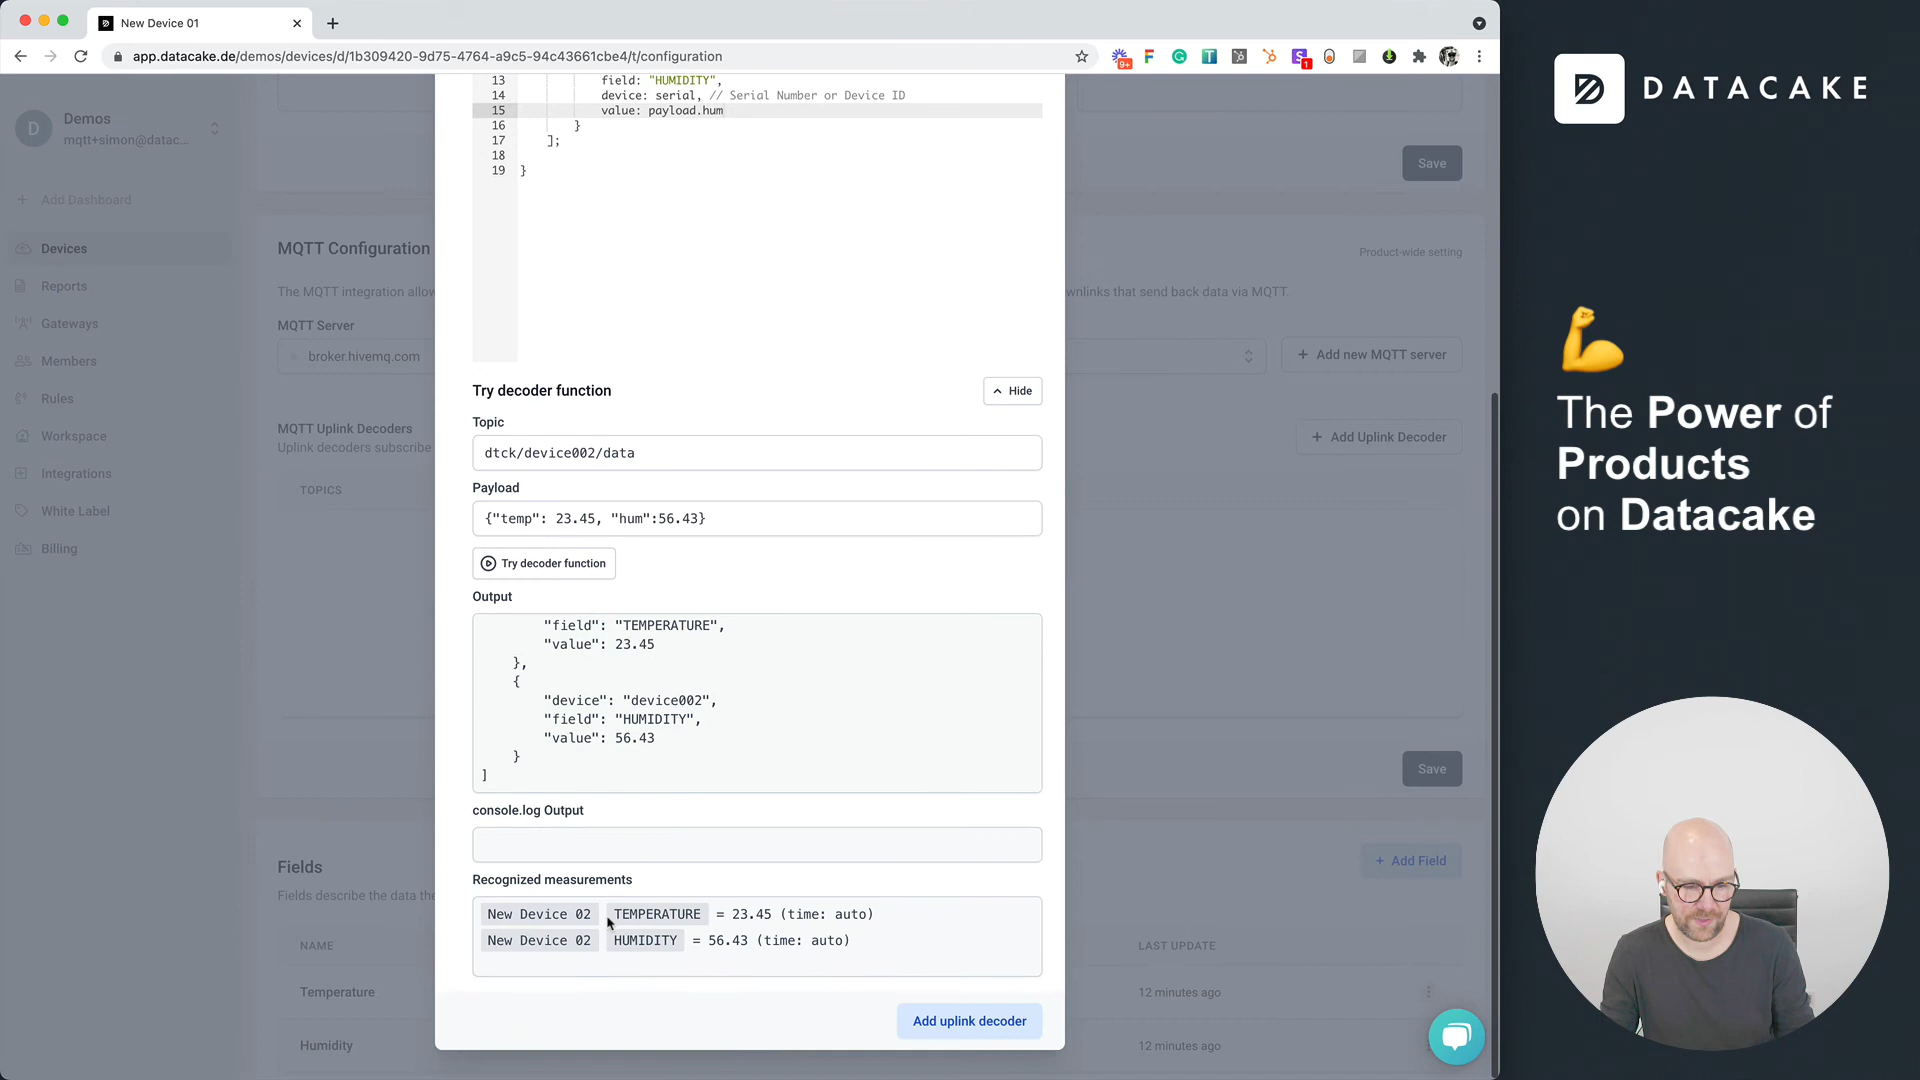 New Device 01
app.datacake.de/demos/devices/d/1b309420-9d75-4764-a9c5-94c43661cbe4/t/configuration
9+
1
DATACAKE
Demos
mqtt+simon@datac...
D
Add Dashboard
Devices
Reports
Gateways
Members
Rules
Workspace
Integrations
White Label
Billing
13 field: "HUMIDITY",
14 device: serial, // Serial Number or Device ID
15 value: payload.hum
16 }
17 ];
18
19 }
Save
MQTT Configuration
Product-wide setting
The MQTT integration allow
wnlinks that send back data via MQTT.
MQTT Server
broker.hivemq.com
Add new MQTT server
MQTT Uplink Decoders
Uplink decoders subscribe
Add Uplink Decoder
TOPICS
Save
Try decoder function
Hide
Topic
dtck/device002/data
Payload
{"temp": 23.45, "hum":56.43}
Try decoder function
Output
"field": "TEMPERATURE",
"value": 23.45
},
{
"device": "device002",
"field": "HUMIDITY",
"value": 56.43
}
]
console.log Output
Recognized measurements
New Device 02 TEMPERATURE = 23.45 (time: auto)
New Device 02 HUMIDITY = 56.43 (time: auto)
Add uplink decoder
Fields
Fields describe the data the
+ Add Field
NAME
LAST UPDATE
Temperature
12 minutes ago
Humidity
12 minutes ago
The Power of
Products
on Datacake